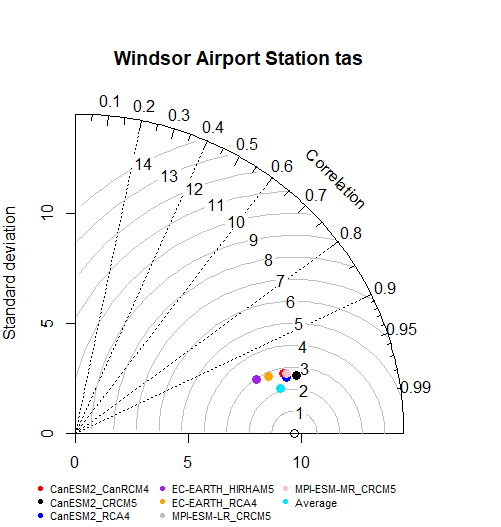 Windsor Airport Station tas
0.1 0.2 0.3 0.4 0.5 0.6 0.7 0.8 0.9 0.95 0.99
Correlation
14 13 12 11 10 9 8 7 6 5 4 3 2 1
Standard deviation
10
5
0
0 5 10
CanESM2_CanRCM4 EC-EARTH_HIRHAM5 MPI-ESM-MR_CRCM5
CanESM2_CRCM5 EC-EARTH_RCA4 Average
CanESM2_RCA4 MPI-ESM-LR_CRCM5